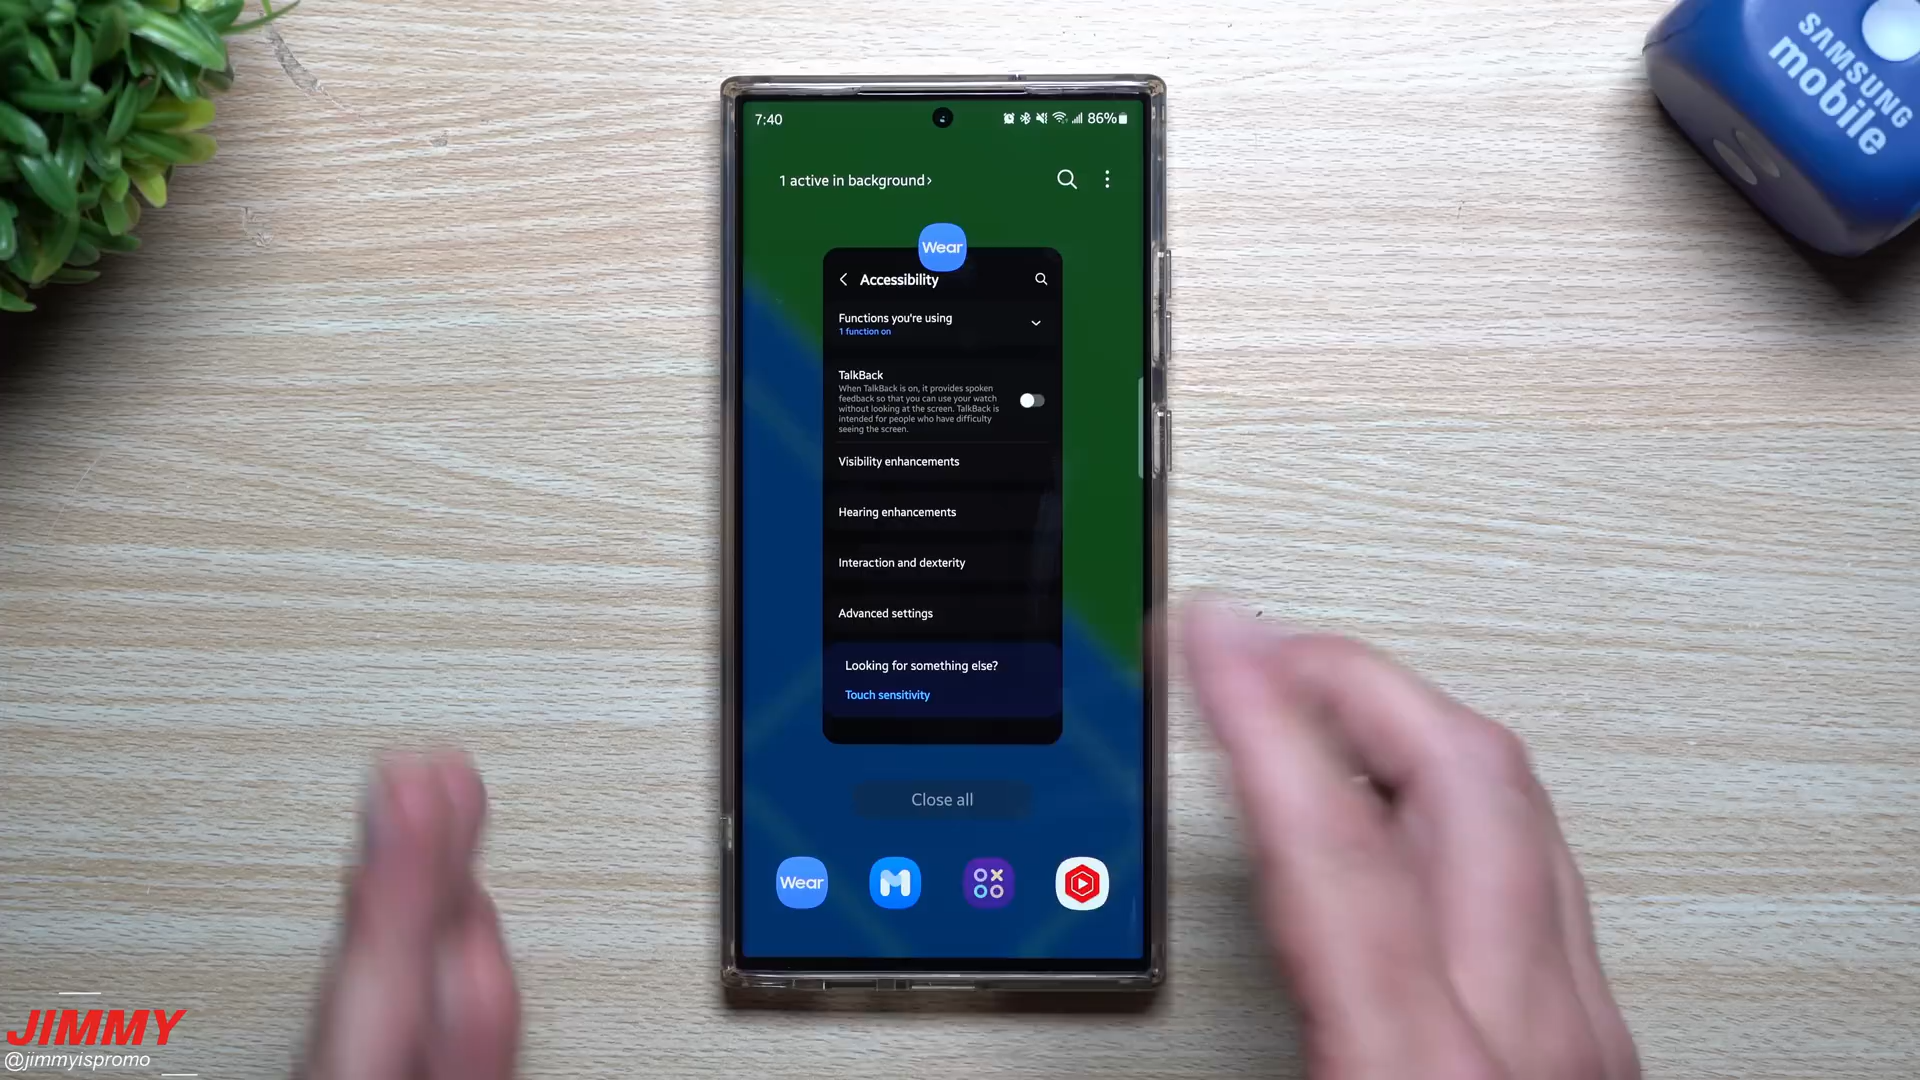 SAMSUNG
mobile
7:40
86%
1 active in background›
Wear
Accessibility
Functions you're using
1 function on
TalkBack
When TalkBack is on, it provides spoken
feedback so that you can use your watch
without looking at the screen. TalkBack is
intended for people who have difficulty
seeing the screen.
Visibility enhancements
Hearing enhancements
Interaction and dexterity
Advanced settings
Looking for something else?
Touch sensitivity
Close all
Wear
JIMMY
@jimmyispromo